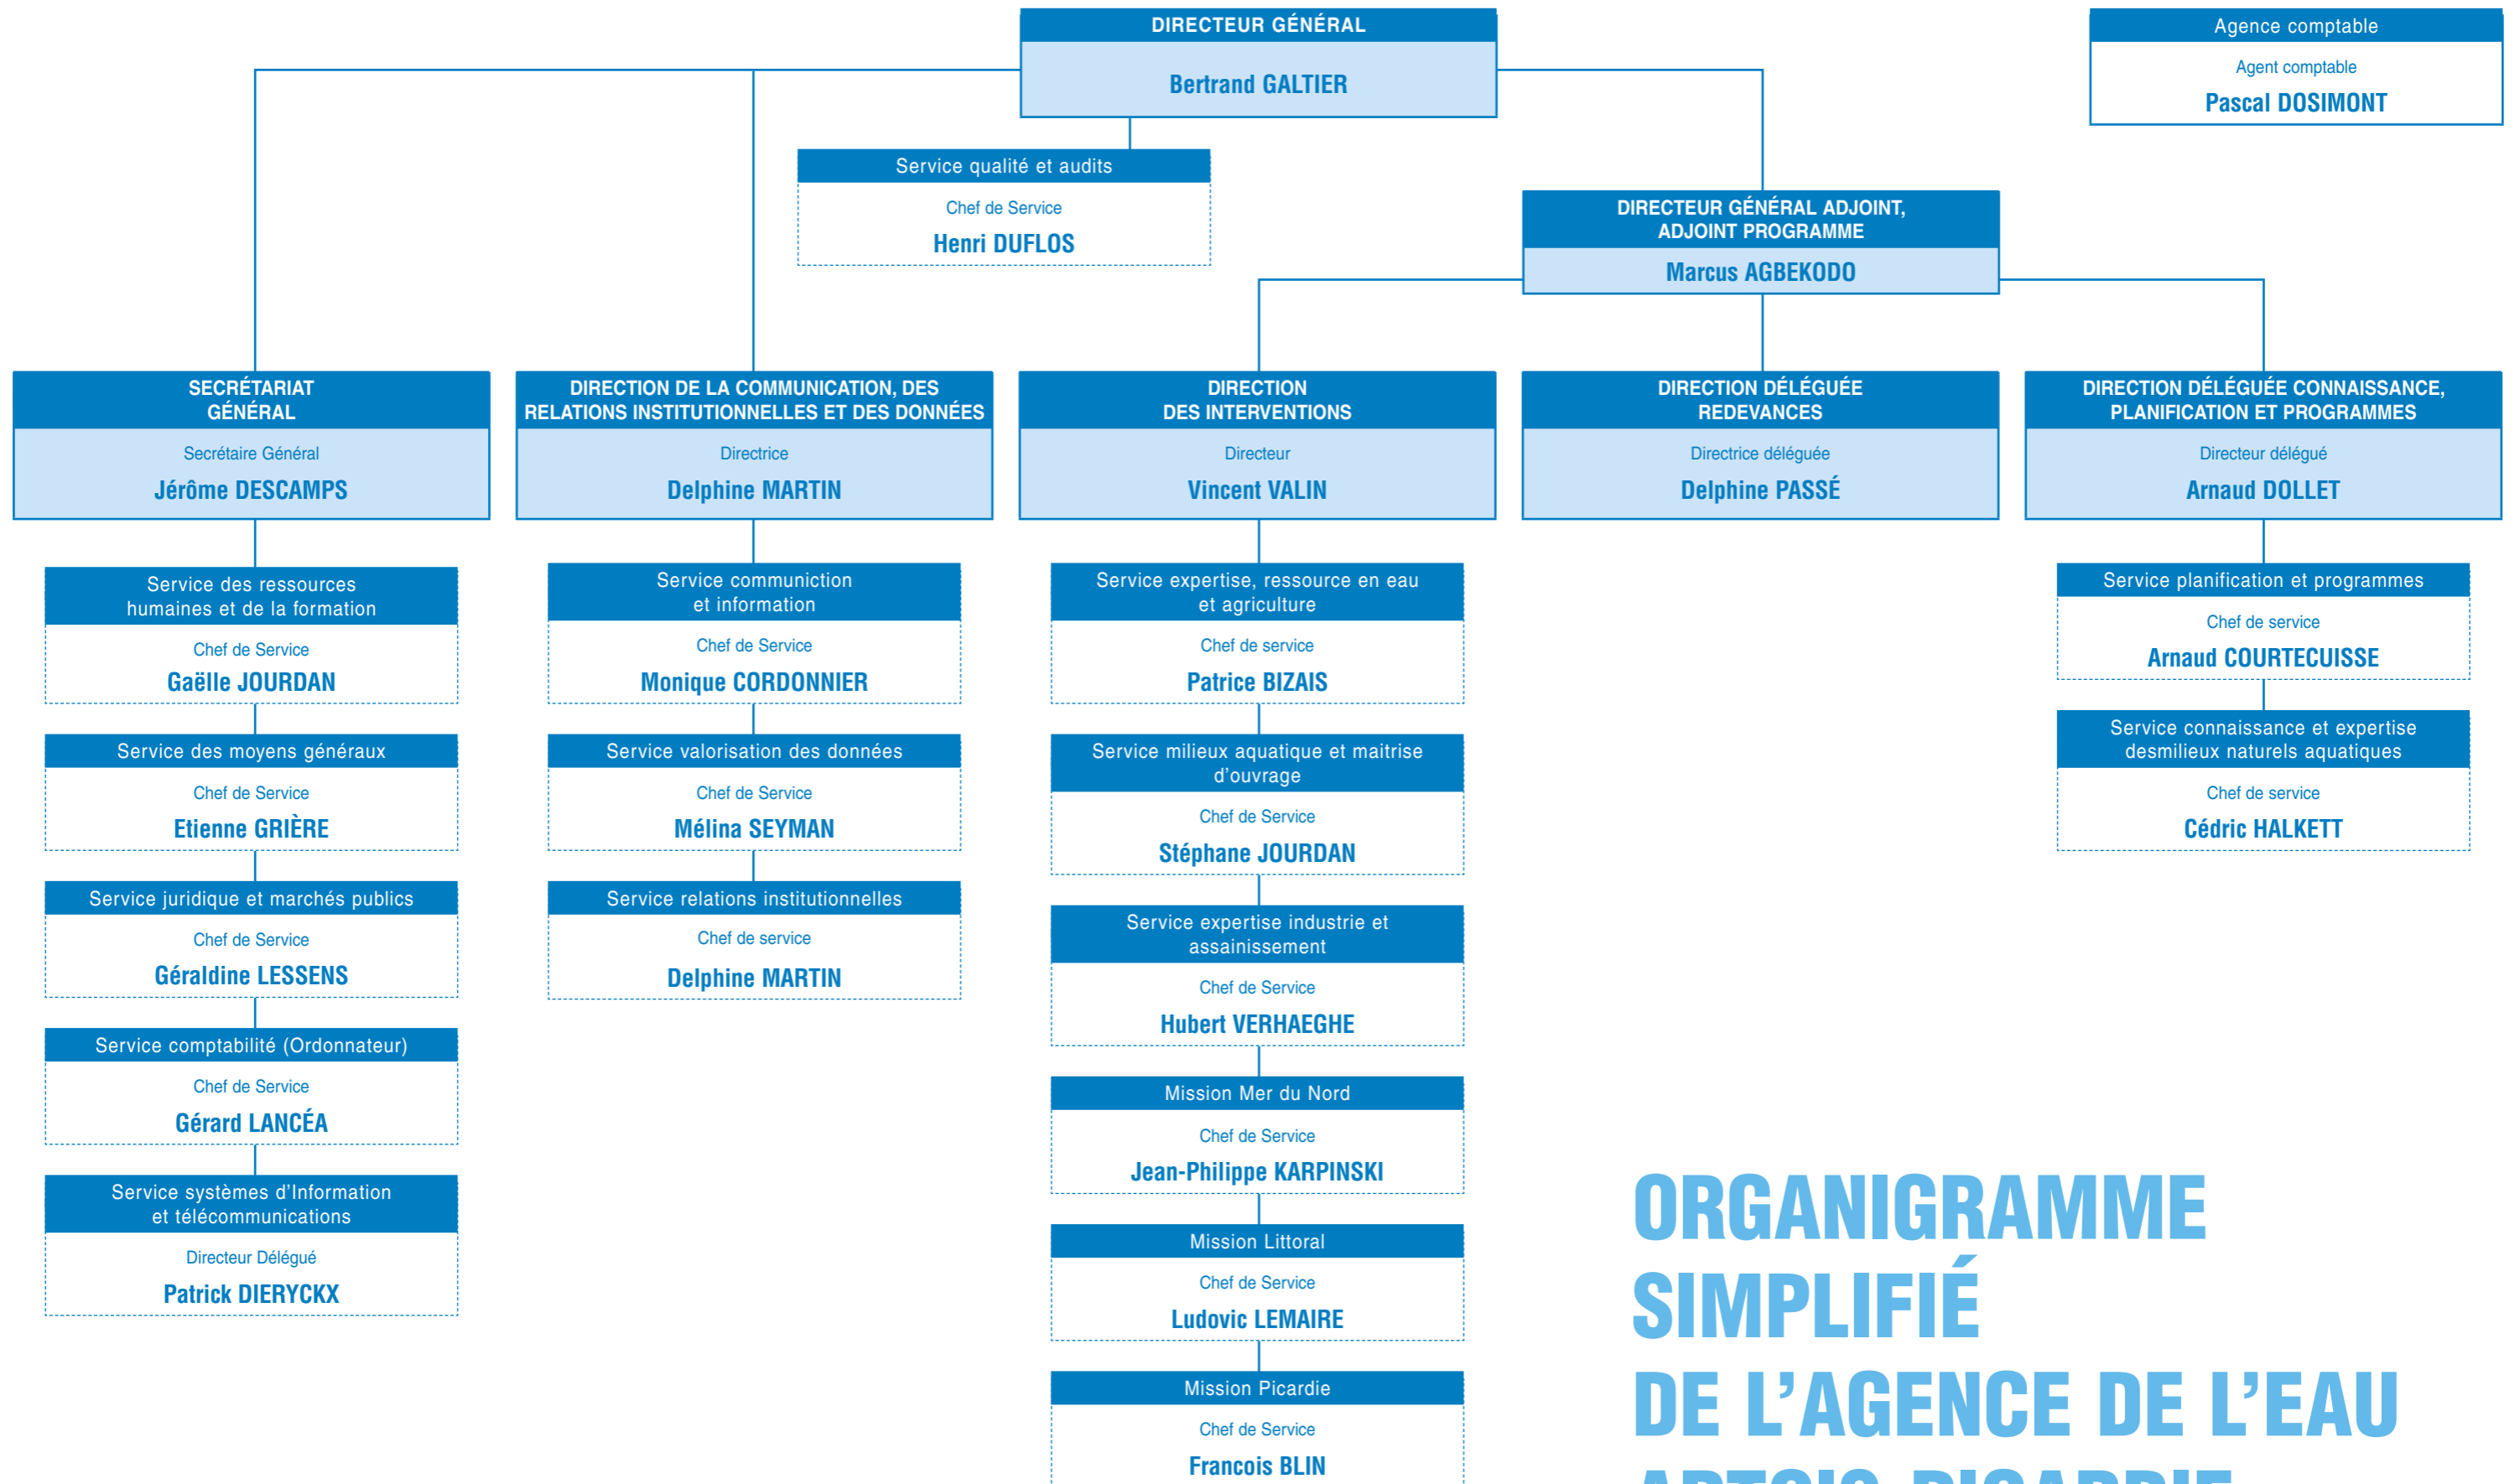 DIRECTEUR GÉNÉRAL
Bertrand GALTIER
Agence comptable
Agent comptable
Pascal DOSIMONT
Service qualité et audits
Chef de Service
Henri DUFLOS
DIRECTEUR GÉNÉRAL ADJOINT,
ADJOINT PROGRAMME
Marcus AGBEKODO
SECRÉTARIAT
GÉNÉRAL
Secrétaire Général
Jérôme DESCAMPS
Service des ressources
humaines et de la formation
Chef de Service
Gaëlle JOURDAN
Service des moyens généraux
Chef de Service
Etienne GRIÈRE
Service juridique et marchés publics
Chef de Service
Géraldine LESSENS
Service comptabilité (Ordonnateur)
Chef de Service
Gérard LANCÉA
Service systèmes d'Information
et télécommunications
Directeur Délégué
Patrick DIERYCKX
DIRECTION DE LA COMMUNICATION, DES
RELATIONS INSTITUTIONNELLES ET DES DONNÉES
Directrice
Delphine MARTIN
Service communiction
et information
Chef de Service
Monique CORDONNIER
Service valorisation des données
Chef de Service
Mélina SEYMAN
Service relations institutionnelles
Chef de service
Delphine MARTIN
DIRECTION
DES INTERVENTIONS
Directeur
Vincent VALIN
Service expertise, ressource en eau
et agriculture
Chef de service
Patrice BIZAIS
Service milieux aquatique et maitrise
d'ouvrage
Chef de Service
Stéphane JOURDAN
Service expertise industrie et
assainissement
Chef de Service
Hubert VERHAEGHE
Mission Mer du Nord
Chef de Service
Jean-Philippe KARPINSKI
Mission Littoral
Chef de Service
Ludovic LEMAIRE
Mission Picardie
Chef de Service
Francois BLIN
DIRECTION DÉLÉGUÉE
REDEVANCES
Directrice déléguée
Delphine PASSÉ
DIRECTION DÉLÉGUÉE CONNAISSANCE,
PLANIFICATION ET PROGRAMMES
Directeur délégué
Arnaud DOLLET
Service planification et programmes
Chef de service
Arnaud COURTECUISSE
Service connaissance et expertise
desmilieux naturels aquatiques
Chef de service
Cédric HALKETT
ORGANIGRAMME
SIMPLIFIÉ
DE L'AGENCE DE L'EAU
ARTOIS-PICARDIE